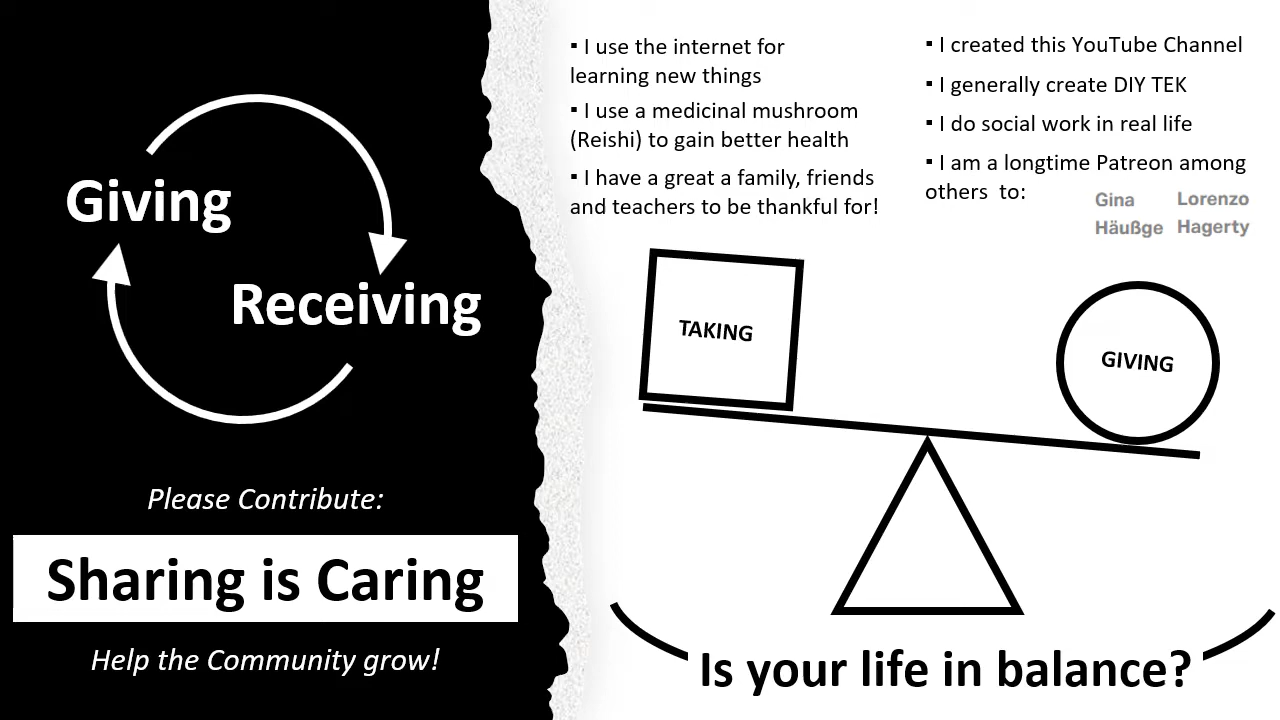 Giving
Receiving
Please Contribute:
Sharing is Caring
Help the Community grow!
▪ I use the internet for
learning new things
▪ I use a medicinal mushroom
(Reishi) to gain better health
▪ I have a great a family, friends
and teachers to be thankful for!
▪ I created this YouTube Channel
▪ I generally create DIY TEK
▪ I do social work in real life
▪ I am a longtime Patreon among
others to:
Gina
Häußge
Lorenzo
Hagerty
TAKING
GIVING
Is your life in balance?